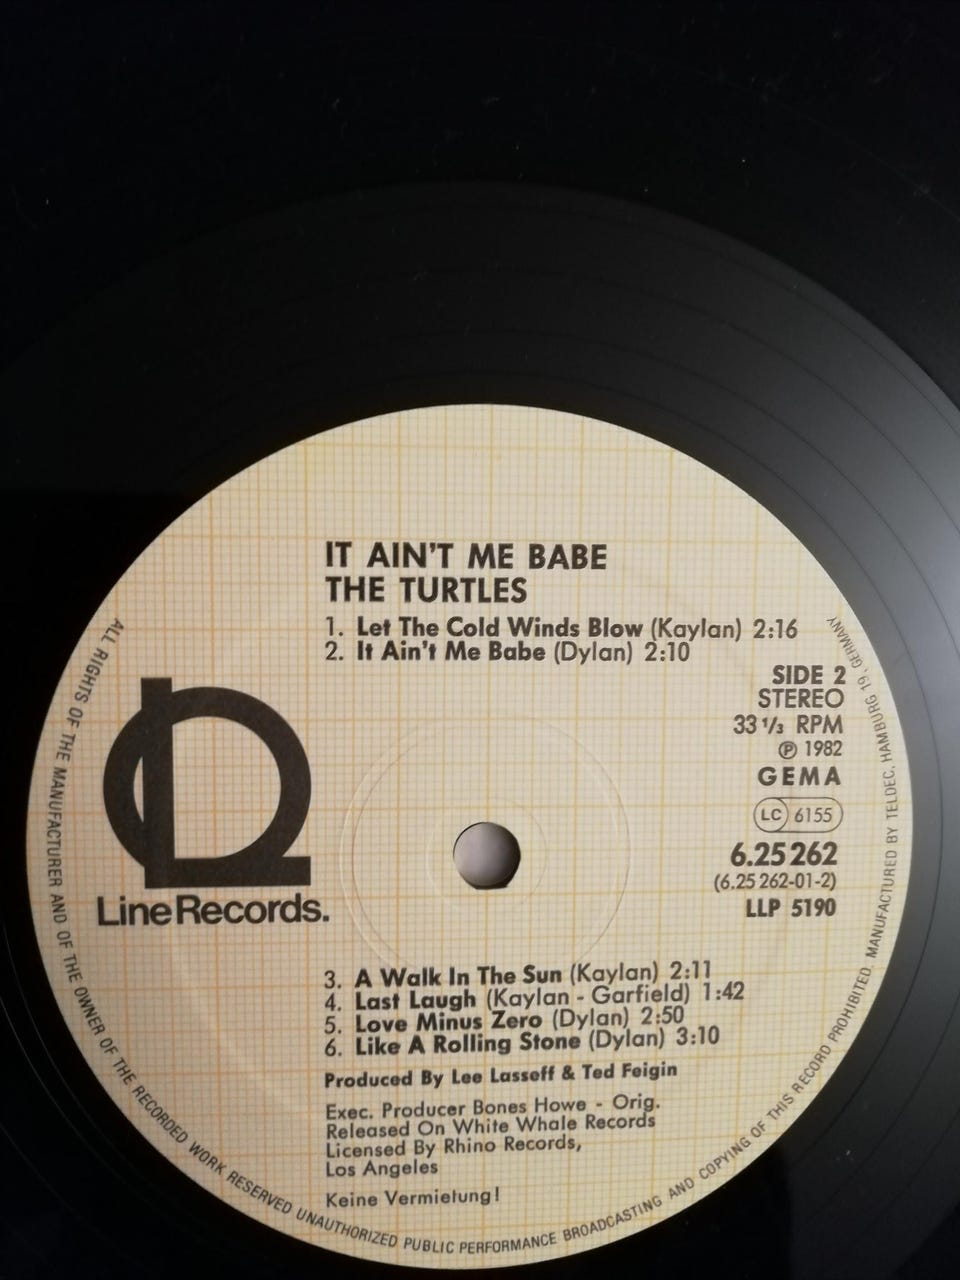 IT AIN'T ME BABE
THE TURTLES
1. Let The Cold Winds Blow (Kaylan) 2:16
2. It Ain't Me Babe (Dylan) 2:10
SIDE 2
STEREO
33 1/3 RPM
℗ 1982
GEMA
LC 6155
6.25262
(6.25 262-01-2)
LLP 5190
LineRecords.
3. A Walk In The Sun (Kaylan) 2:11
4. Last Laugh (Kaylan - Garfield) 1:42
5. Love Minus Zero (Dylan) 2:50
6. Like A Rolling Stone (Dylan) 3:10
Produced By Lee Lasseff & Ted Feigin
Exec. Producer Bones Howe - Orig.
Released On White Whale Records
Licensed By Rhino Records,
Los Angeles
Keine Vermietung!
ALL RIGHTS OF THE MANUFACTURER AND OF THE OWNER OF THE RECORDED WORK RESERVED UNAUTHORIZED PUBLIC PERFORMANCE BROADCASTING AND COPYING OF THIS RECORD PROHIBITED. MANUFACTURED BY TELDEC, HAMBURG 19, GERMANY